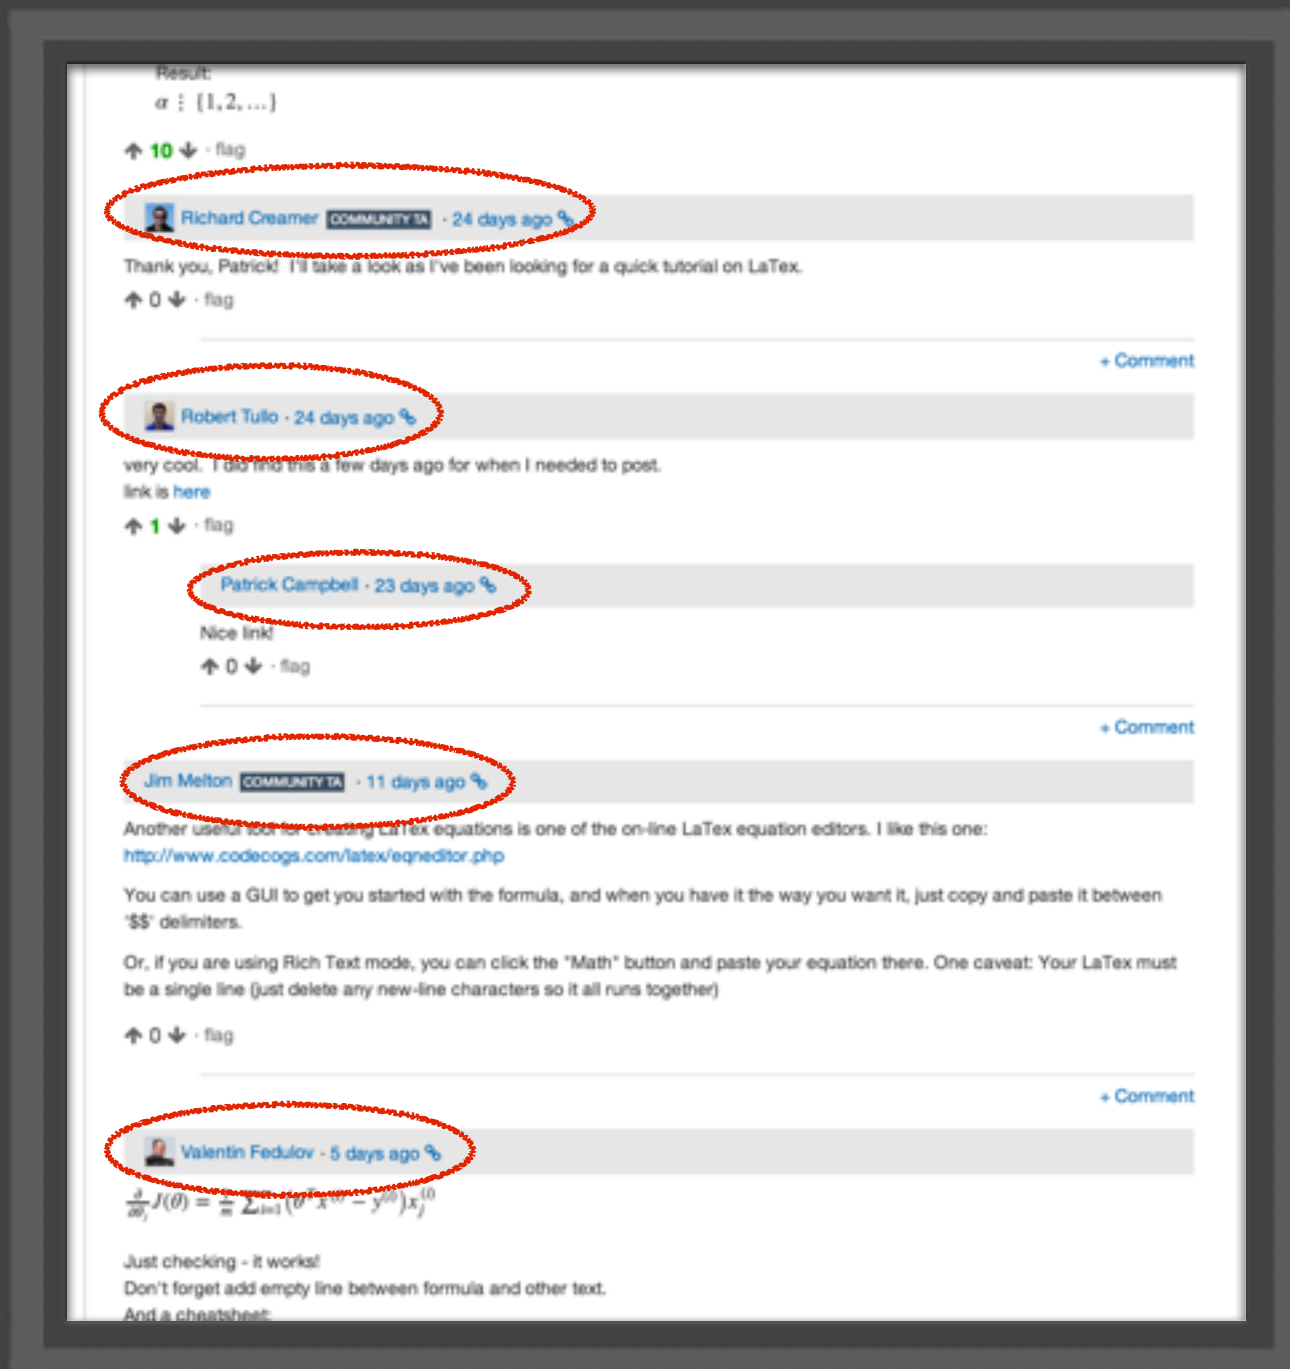 Result:
α ⋮ {1, 2, …}
10 · flag
Richard Creamer COMMUNITY TA · 24 days ago
Thank you, Patrick! I'll take a look as I've been looking for a quick tutorial on LaTex.
0 · flag
+ Comment
Robert Tullo · 24 days ago
very cool. I did find this a few days ago for when I needed to post.
link is here
1 · flag
Patrick Campbell · 23 days ago
Nice link!
0 · flag
+ Comment
Jim Melton COMMUNITY TA · 11 days ago
Another useful tool for creating LaTex equations is one of the on-line LaTex equation editors. I like this one:
http://www.codecogs.com/latex/eqneditor.php
You can use a GUI to get you started with the formula, and when you have it the way you want it, just copy and paste it between
'$$' delimiters.
Or, if you are using Rich Text mode, you can click the "Math" button and paste your equation there. One caveat: Your LaTex must
be a single line (just delete any new-line characters so it all runs together)
0 · flag
+ Comment
Valentin Fedulov · 5 days ago
∂/∂θ_j J(θ) = 1/m ∑_{i=1} (θ^T x^(i) − y^(i)) x_j^(i)
Just checking - it works!
Don't forget add empty line between formula and other text.
And a cheatsheet: